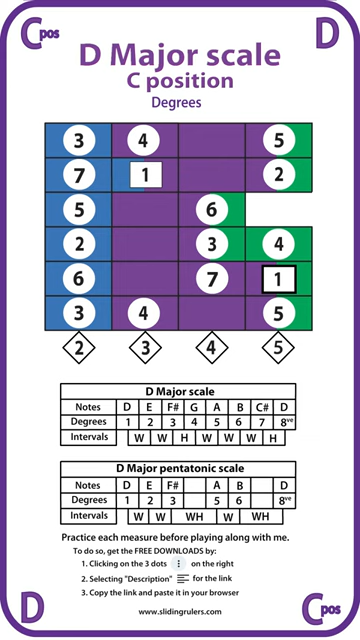 Cpos D
D Major scale
C position
Degrees
3 4 5
7 1 2
5 6
2 3 4
6 7 1
3 4 5
2 3 4 5
D Major scale
Notes D E F# G A B C# D
Degrees 1 2 3 4 5 6 7 8ve
Intervals W W H W W W H
D Major pentatonic scale
Notes D E F# A B D
Degrees 1 2 3 5 6 8ve
Intervals W W WH W WH
Practice each measure before playing along with me.
To do so, get the FREE DOWNLOADS by:
1. Clicking on the 3 dots on the right
2. Selecting "Description" for the link
3. Copy the link and paste it in your browser
www.slidingrulers.com
D Cpos